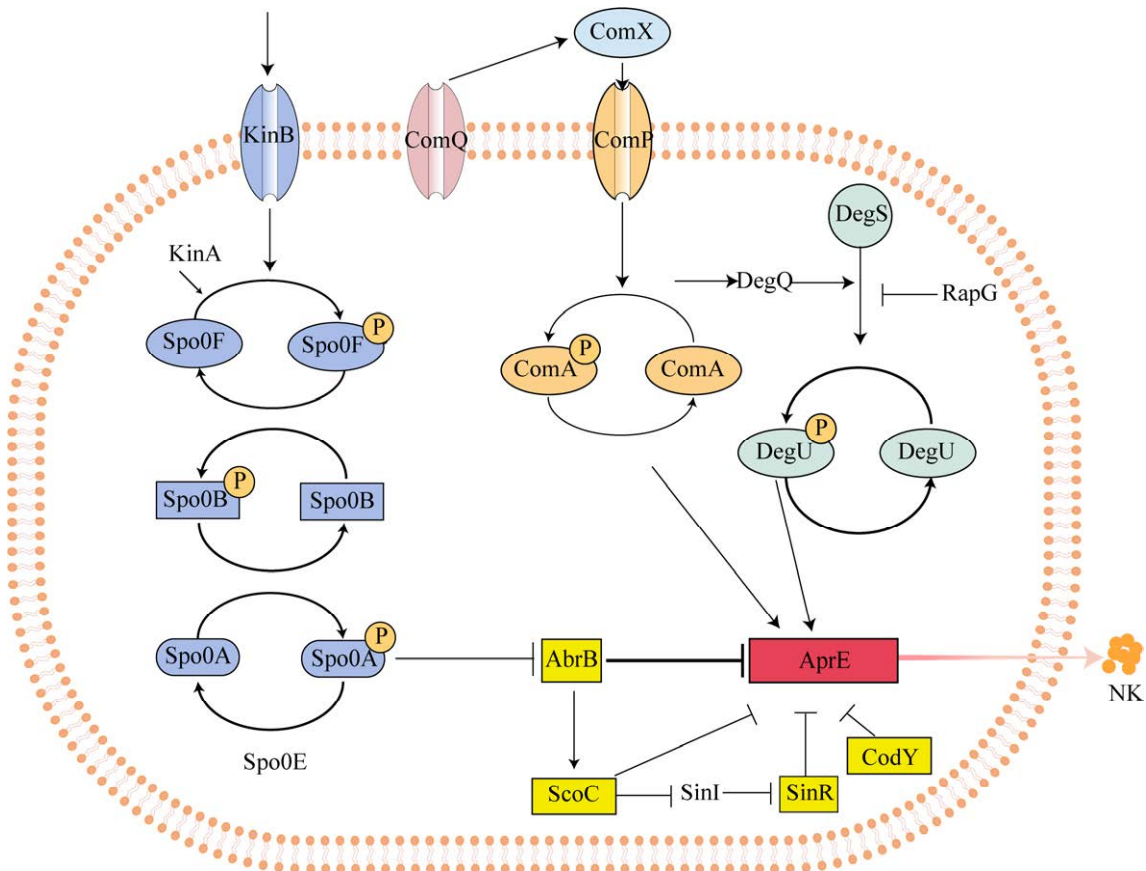 ComX
KinB
ComQ
ComP
DegS
KinA
DegQ
RapG
Spo0F
Spo0F
P
ComA
P
ComA
DegU
P
DegU
Spo0B
P
Spo0B
Spo0A
Spo0A
P
AbrB
AprE
NK
Spo0E
CodY
ScoC
SinI
SinR